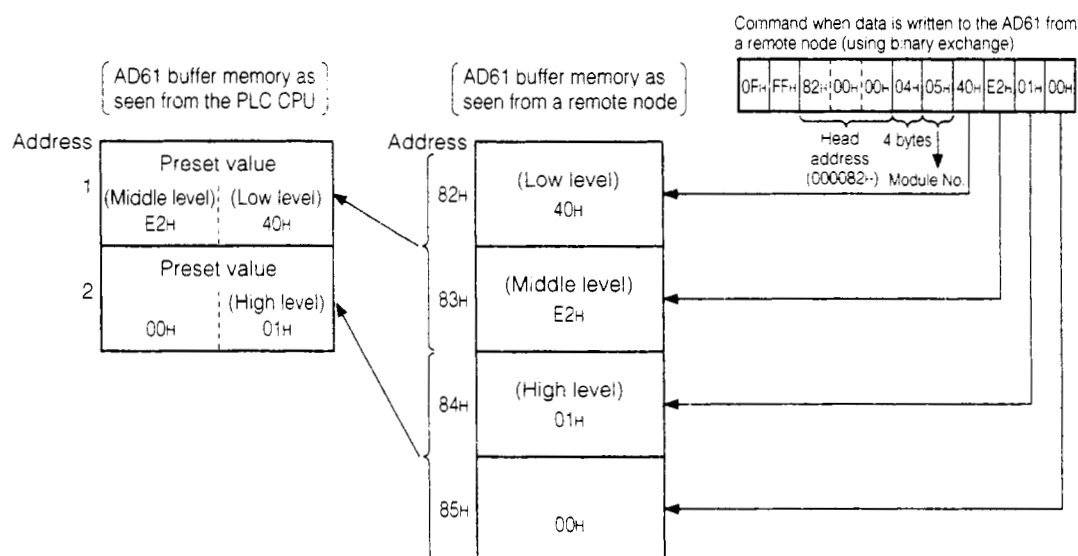 Command when data is written to the AD61 from
a remote node (using binary exchange)
0FH FFH 82H 00H 00H 04H 05H 40H E2H 01H 00H
Head
address
(000082H)
4 bytes
Module No.
AD61 buffer memory as
seen from the PLC CPU
AD61 buffer memory as
seen from a remote node
Address
1
Preset value
(Middle level) (Low level)
E2H 40H
2
Preset value
(High level)
00H 01H
Address
82H
(Low level)
40H
83H
(Middle level)
E2H
84H
(High level)
01H
85H
00H